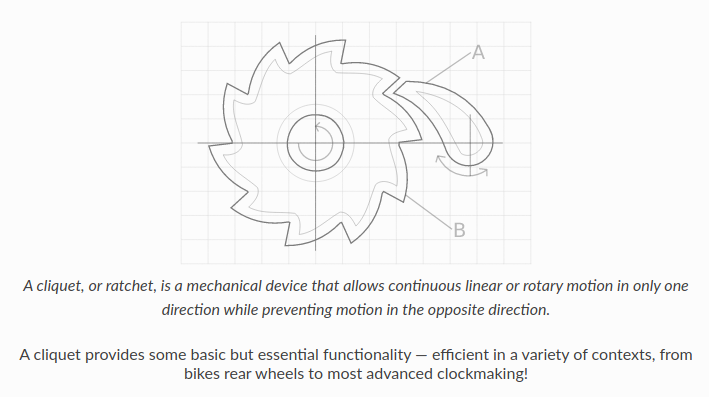 A
B
A cliquet, or ratchet, is a mechanical device that allows continuous linear or rotary motion in only one
direction while preventing motion in the opposite direction.
A cliquet provides some basic but essential functionality — efficient in a variety of contexts, from
bikes rear wheels to most advanced clockmaking!